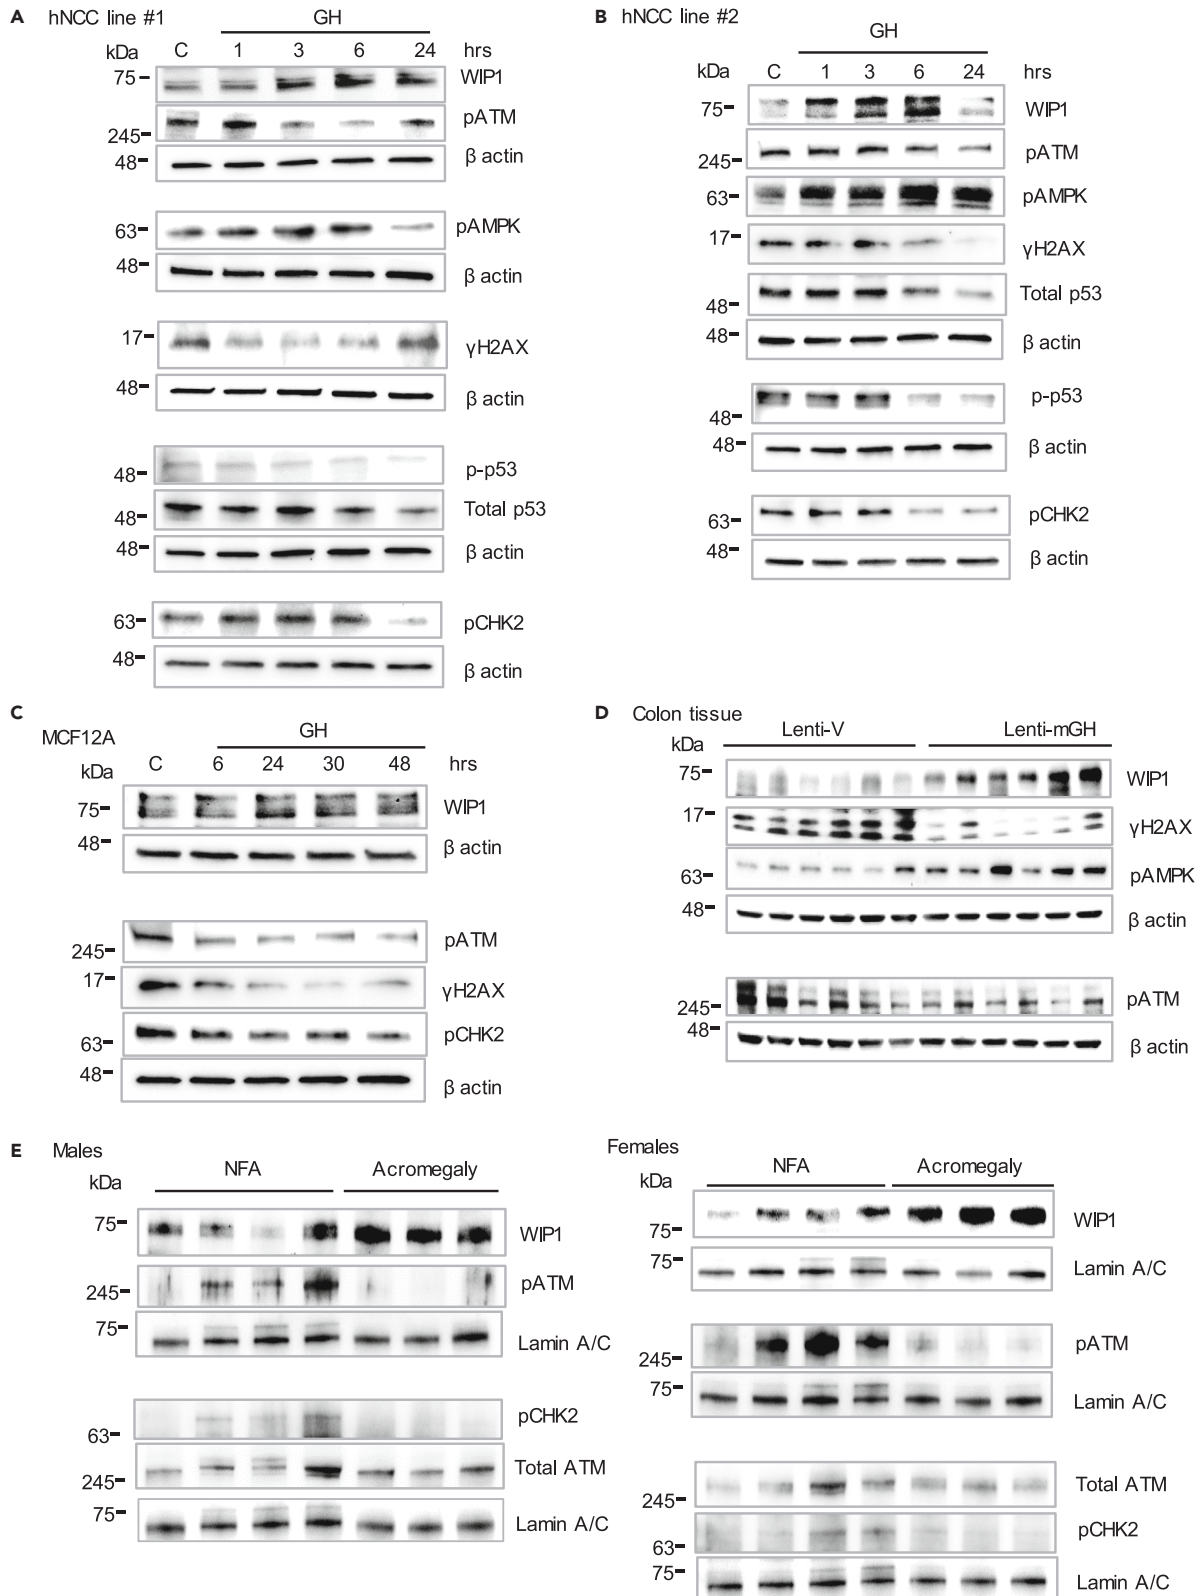 A hNCC line #1
GH
kDa C 1 3 6 24 hrs
75 WIP1
pATM
245
48 β actin
63 pAMPK
48 β actin
17 γH2AX
48 β actin
48 p-p53
48 Total p53
48 β actin
63 pCHK2
48 β actin
B hNCC line #2
GH
kDa C 1 3 6 24 hrs
75 WIP1
245 pATM
63 pAMPK
17 γH2AX
48 Total p53
48 β actin
48 p-p53
48 β actin
63 pCHK2
48 β actin
C
MCF12A GH
kDa C 6 24 30 48 hrs
75 WIP1
48 β actin
245 pATM
17 γH2AX
63 pCHK2
48 β actin
D Colon tissue
kDa Lenti-V Lenti-mGH
75 WIP1
17 γH2AX
63 pAMPK
48 β actin
245 pATM
48 β actin
E Males
kDa NFA Acromegaly
75 WIP1
245 pATM
75 Lamin A/C
63 pCHK2
245 Total ATM
75 Lamin A/C
Females
kDa NFA Acromegaly
75 WIP1
75 Lamin A/C
245 pATM
75 Lamin A/C
245 Total ATM
63 pCHK2
75 Lamin A/C